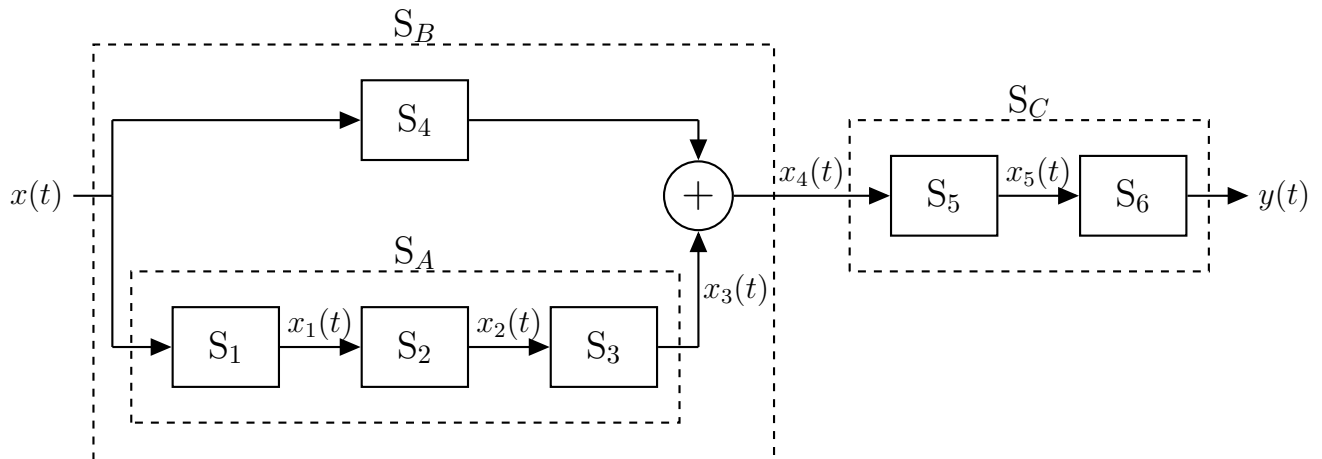 S_B
S_4
S_C
x(t)
+
x_4(t)
S_5
x_5(t)
S_6
y(t)
S_A
x_3(t)
S_1
x_1(t)
S_2
x_2(t)
S_3